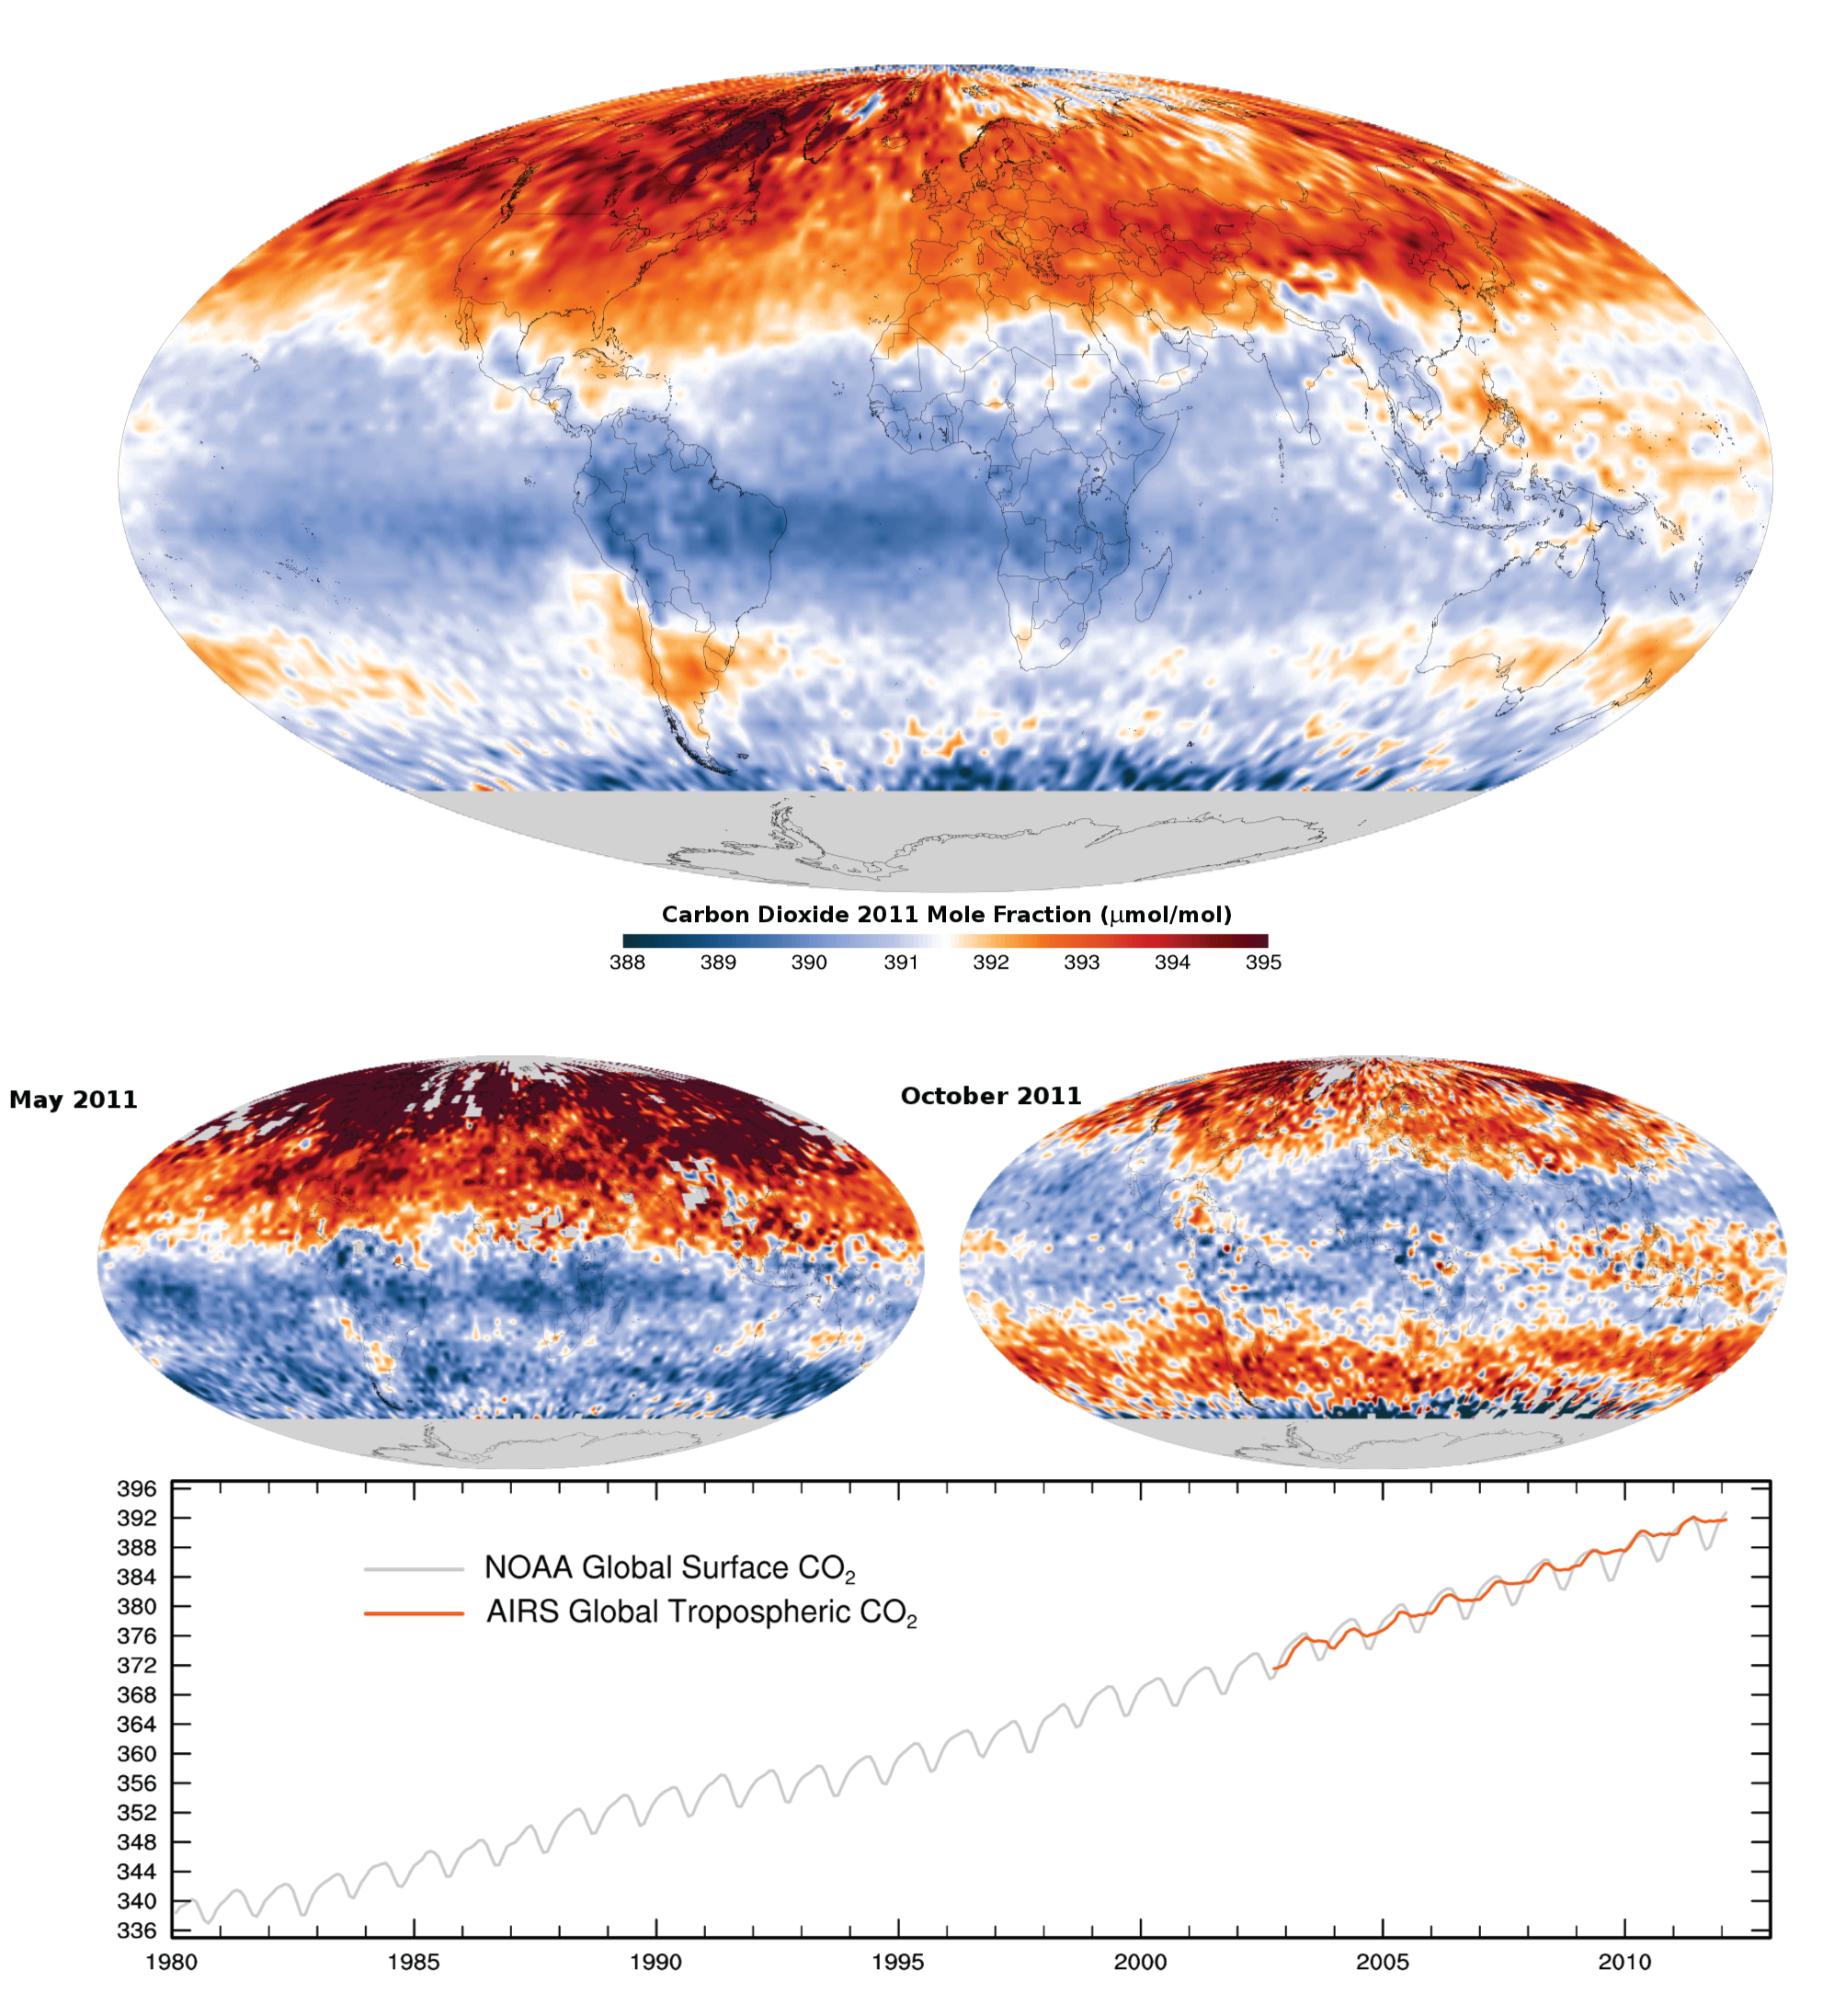 Carbon Dioxide 2011 Mole Fraction (μmol/mol)
388 389 390 391 392 393 394 395
May 2011
October 2011
396
392
388
384
380
376
372
368
364
360
356
352
348
344
340
336
NOAA Global Surface CO₂
AIRS Global Tropospheric CO₂
1980 1985 1990 1995 2000 2005 2010